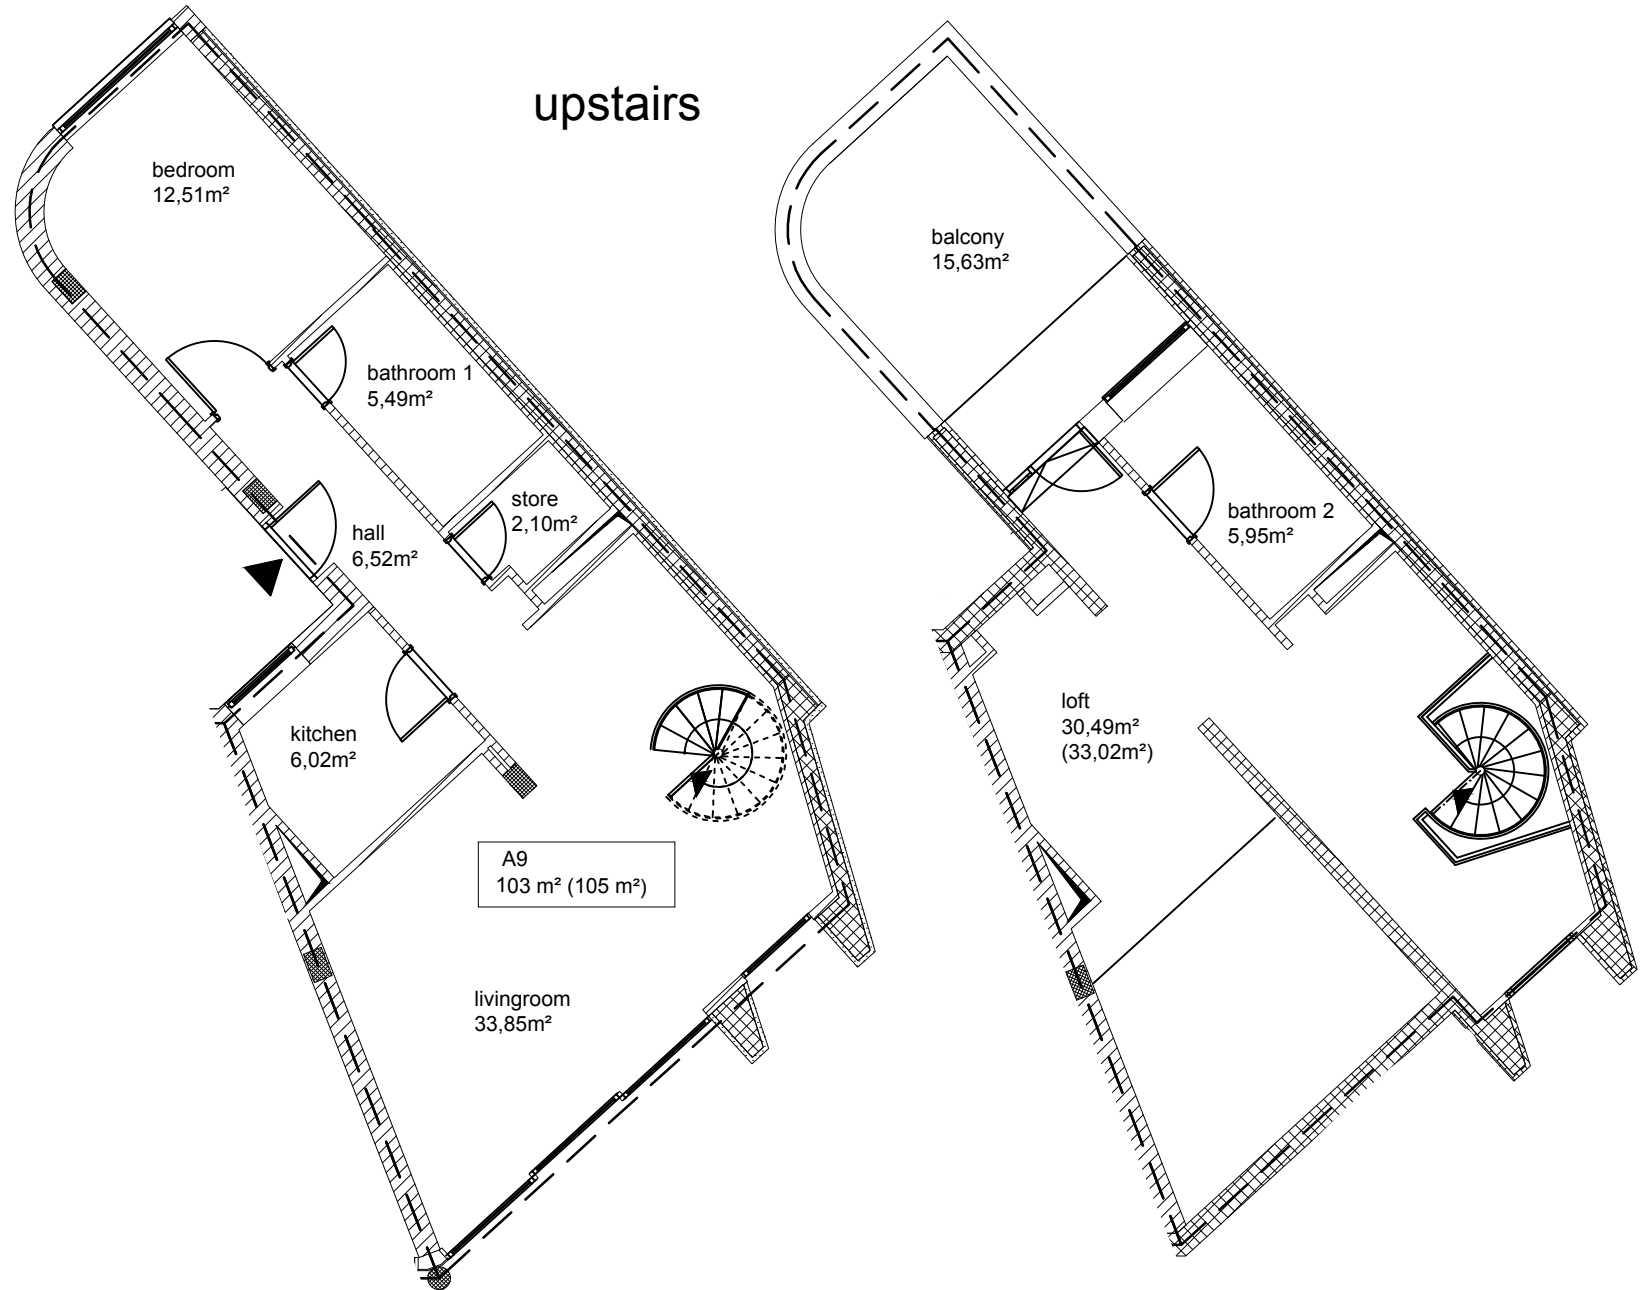 upstairs
bedroom
12,51m²
bathroom 1
5,49m²
store
2,10m²
hall
6,52m²
kitchen
6,02m²
A9
103 m² (105 m²)
livingroom
33,85m²
balcony
15,63m²
bathroom 2
5,95m²
loft
30,49m²
(33,02m²)